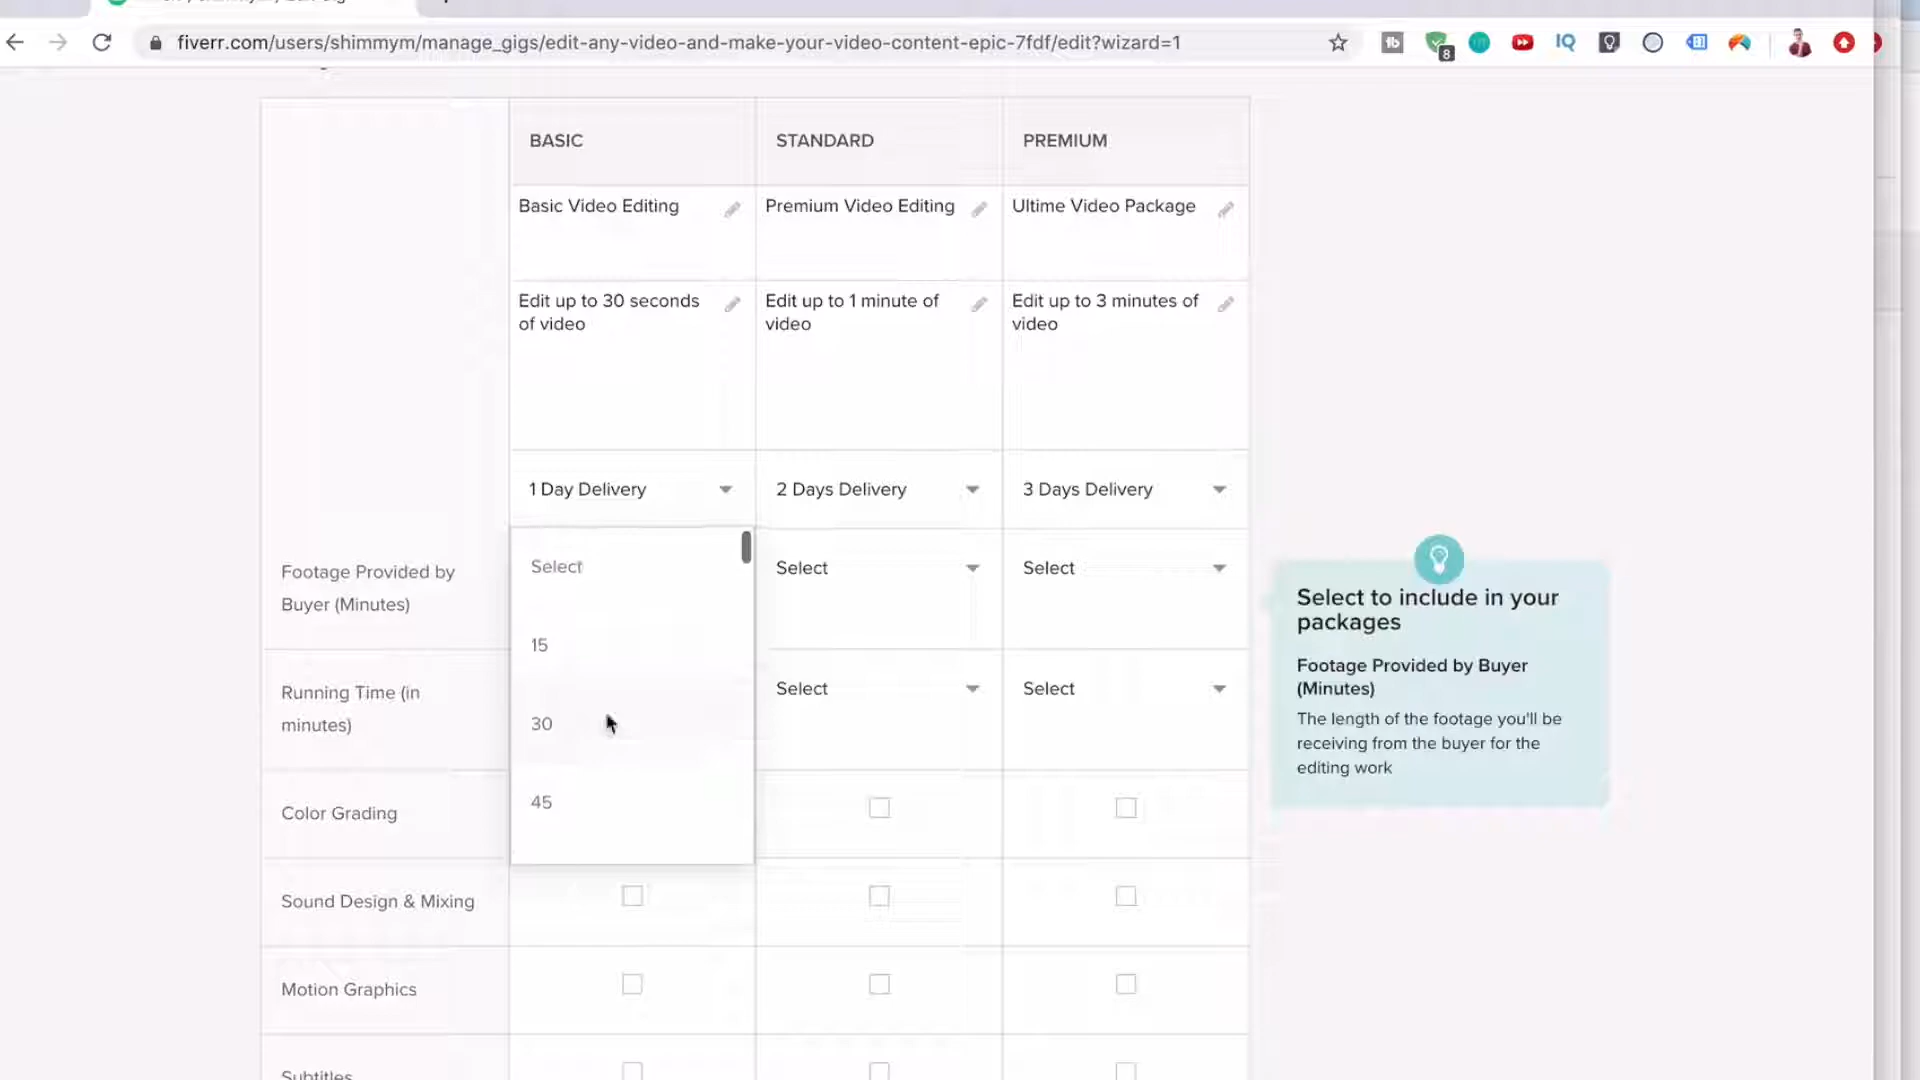 fiverr.com/users/shimmym/manage_gigs/edit-any-video-and-make-your-video-content-epic-7fdf/edit?wizard=1
tb
8
IQ
BASIC
STANDARD
PREMIUM
Basic Video Editing
Premium Video Editing
Ultime Video Package
Edit up to 30 seconds
of video
Edit up to 1 minute of
video
Edit up to 3 minutes of
video
1 Day Delivery
2 Days Delivery
3 Days Delivery
Footage Provided by
Buyer (Minutes)
Select
15
30
45
Select
Select
Running Time (in
minutes)
Select
Select
Color Grading
Sound Design & Mixing
Motion Graphics
Subtitles
Select to include in your
packages
Footage Provided by Buyer
(Minutes)
The length of the footage you'll be
receiving from the buyer for the
editing work